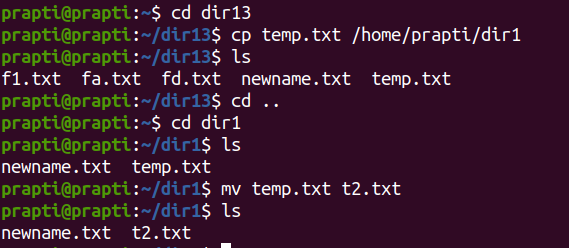 prapti@prapti:~$ cd dir13
prapti@prapti:~/dir13$ cp temp.txt /home/prapti/dir1
prapti@prapti:~/dir13$ ls
f1.txt  fa.txt  fd.txt  newname.txt  temp.txt
prapti@prapti:~/dir13$ cd ..
prapti@prapti:~$ cd dir1
prapti@prapti:~/dir1$ ls
newname.txt  temp.txt
prapti@prapti:~/dir1$ mv temp.txt t2.txt
prapti@prapti:~/dir1$ ls
newname.txt  t2.txt
prapti@prapti:~/dir1$